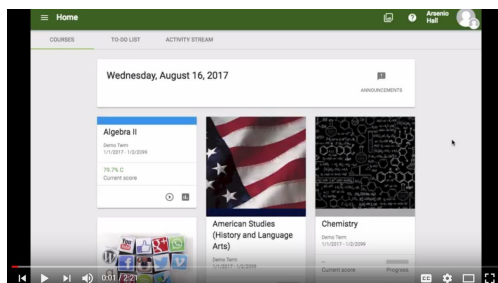 Home
Arsenio
Hall
COURSES
TO-DO LIST
ACTIVITY STREAM
Wednesday, August 16, 2017
ANNOUNCEMENTS
Algebra II
Demo Term
1/1/2017 - 1/2/2099
79.7% C
Current score
American Studies
(History and Language
Arts)
Demo Term
Chemistry
Demo Term
1/1/2017 - 1/2/2099
Current score
Progress
You
0:01 / 2:21
CC